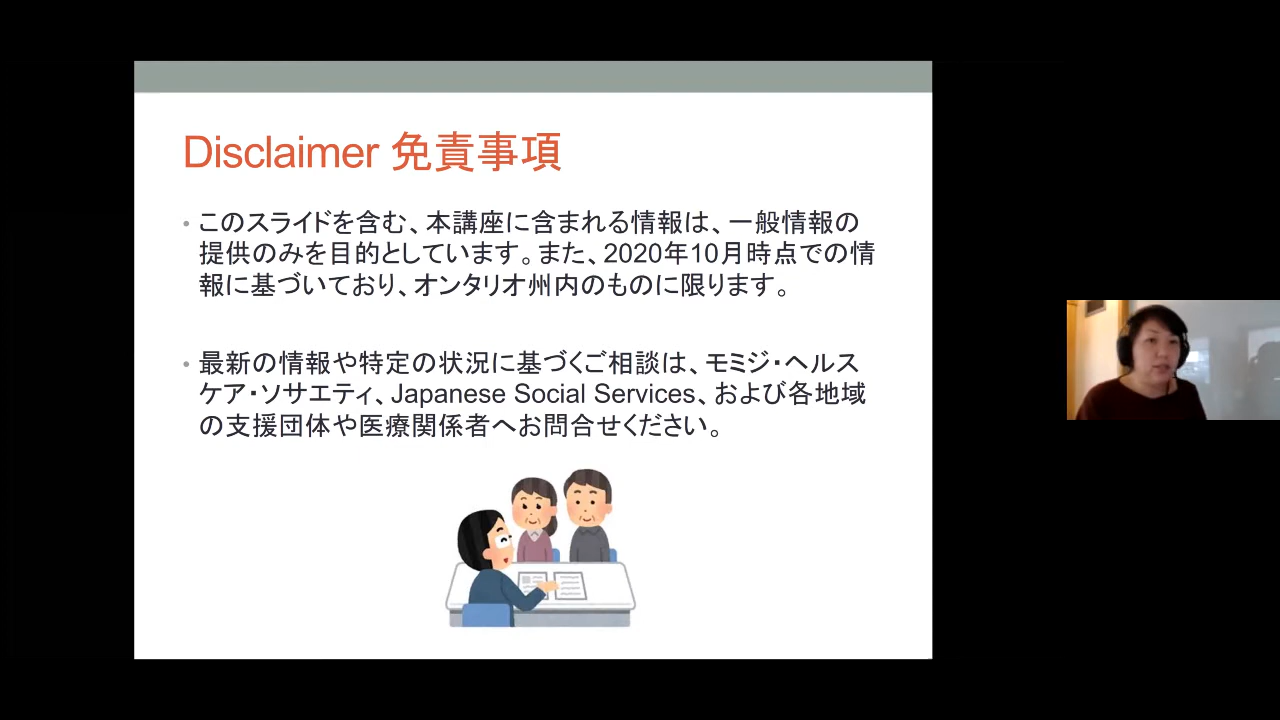 Disclaimer 免責事項
• このスライドを含む、本講座に含まれる情報は、一般情報の
提供のみを目的としています。また、2020年10月時点での情
報に基づいており、オンタリオ州内のものに限ります。
• 最新の情報や特定の状況に基づくご相談は、モミジ・ヘルス
ケア・ソサエティ、Japanese Social Services、および各地域
の支援団体や医療関係者へお問合せください。